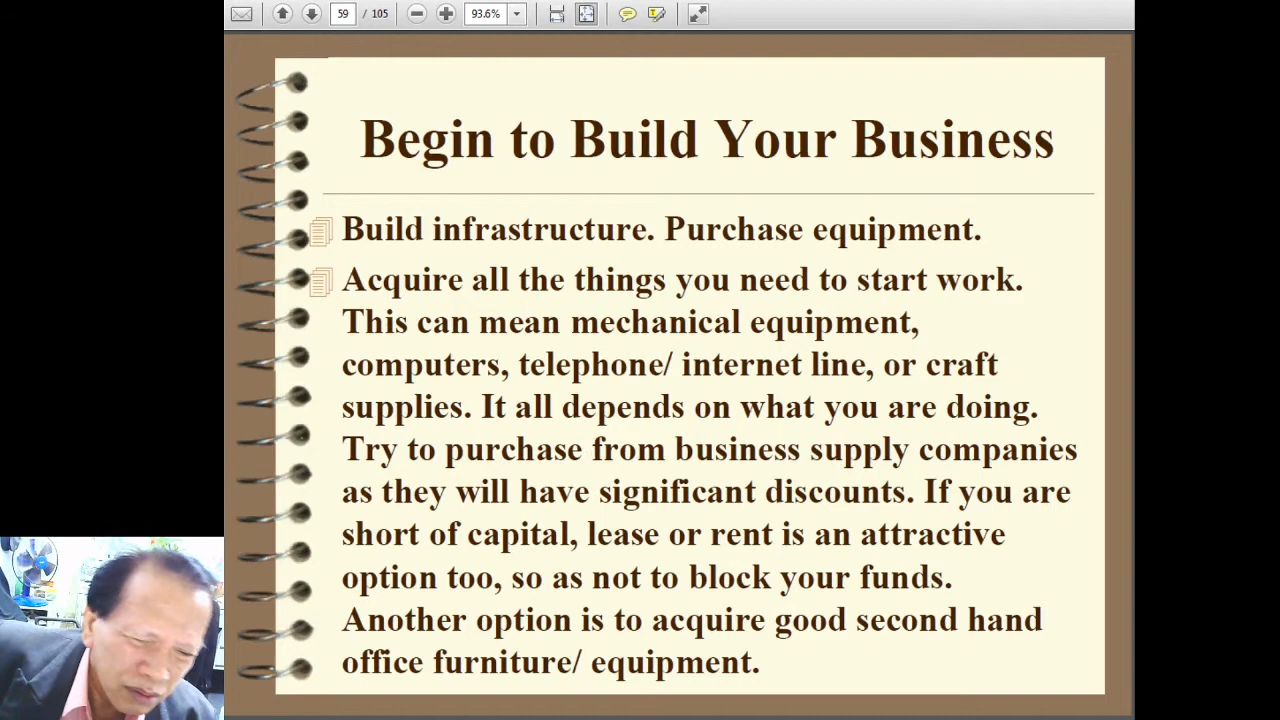 59 / 105 93.6%
Begin to Build Your Business
Build infrastructure. Purchase equipment.
Acquire all the things you need to start work.
This can mean mechanical equipment,
computers, telephone/ internet line, or craft
supplies. It all depends on what you are doing.
Try to purchase from business supply companies
as they will have significant discounts. If you are
short of capital, lease or rent is an attractive
option too, so as not to block your funds.
Another option is to acquire good second hand
office furniture/ equipment.